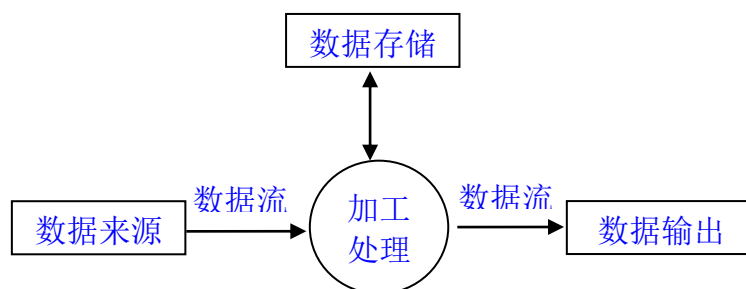 数据存储
数据流
数据流
加工
处理
数据来源
数据输出